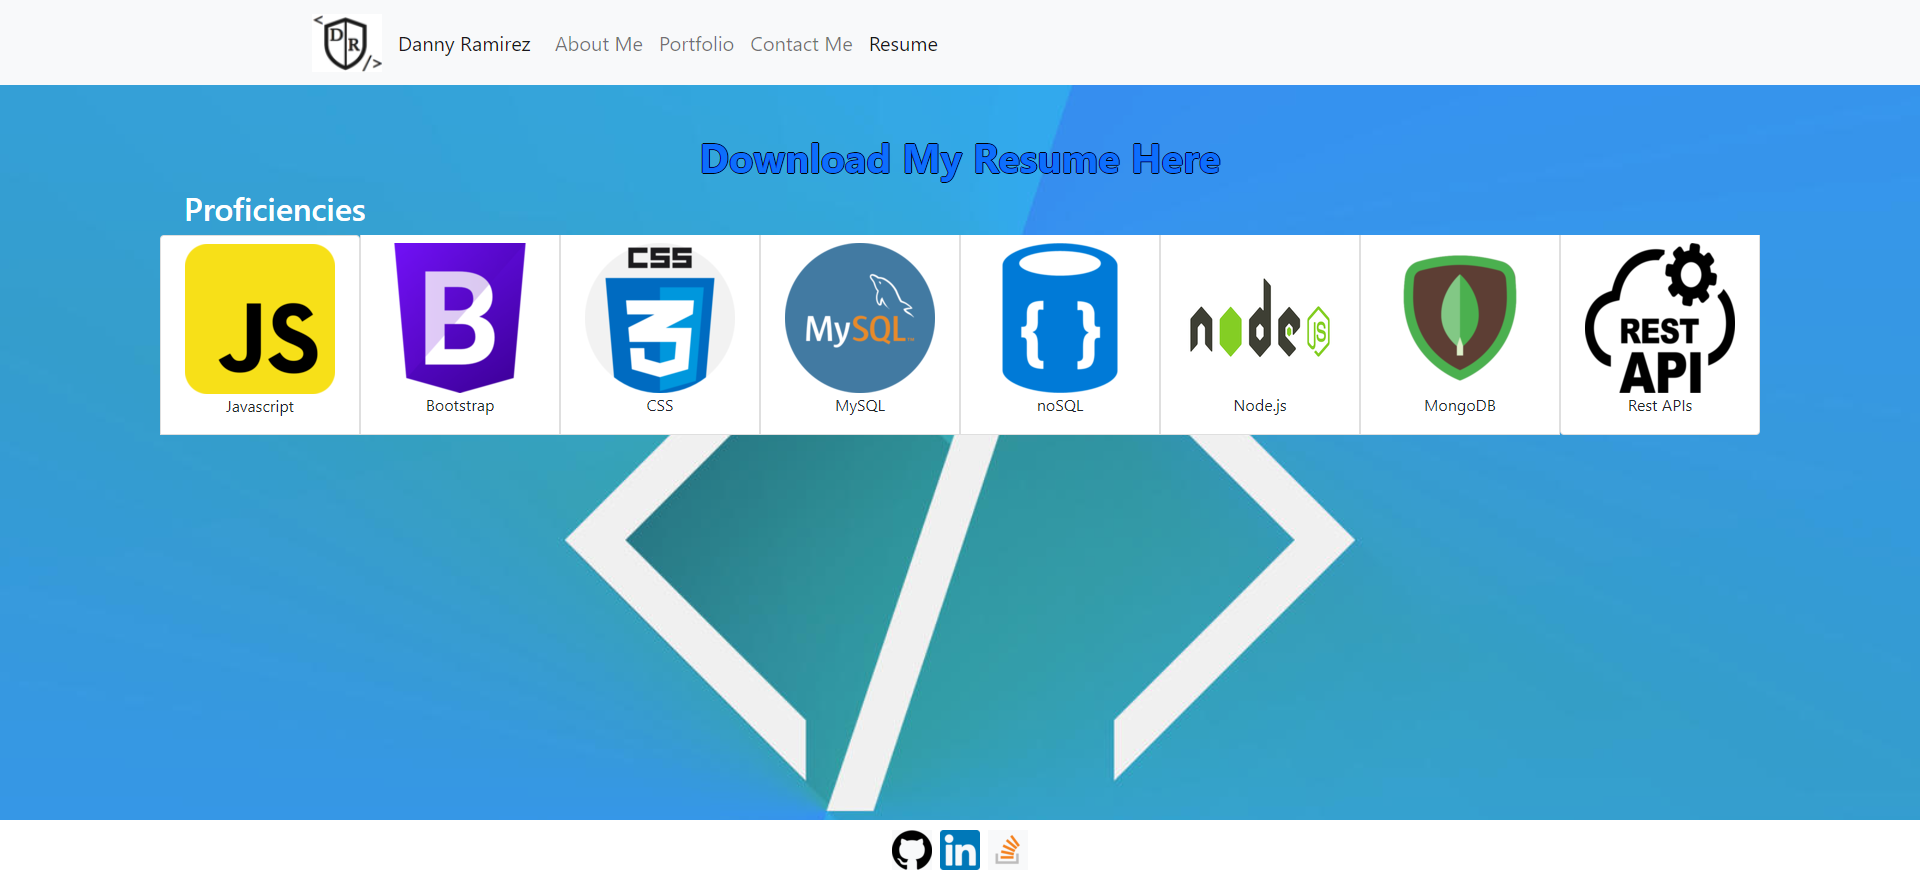 < D R />
Danny Ramirez About Me Portfolio Contact Me Resume
Download My Resume Here
Proficiencies
JS
B
CSS
3
MySQL
{ }
node JS
REST
API
Javascript Bootstrap CSS MySQL noSQL Node.js MongoDB Rest APIs
in